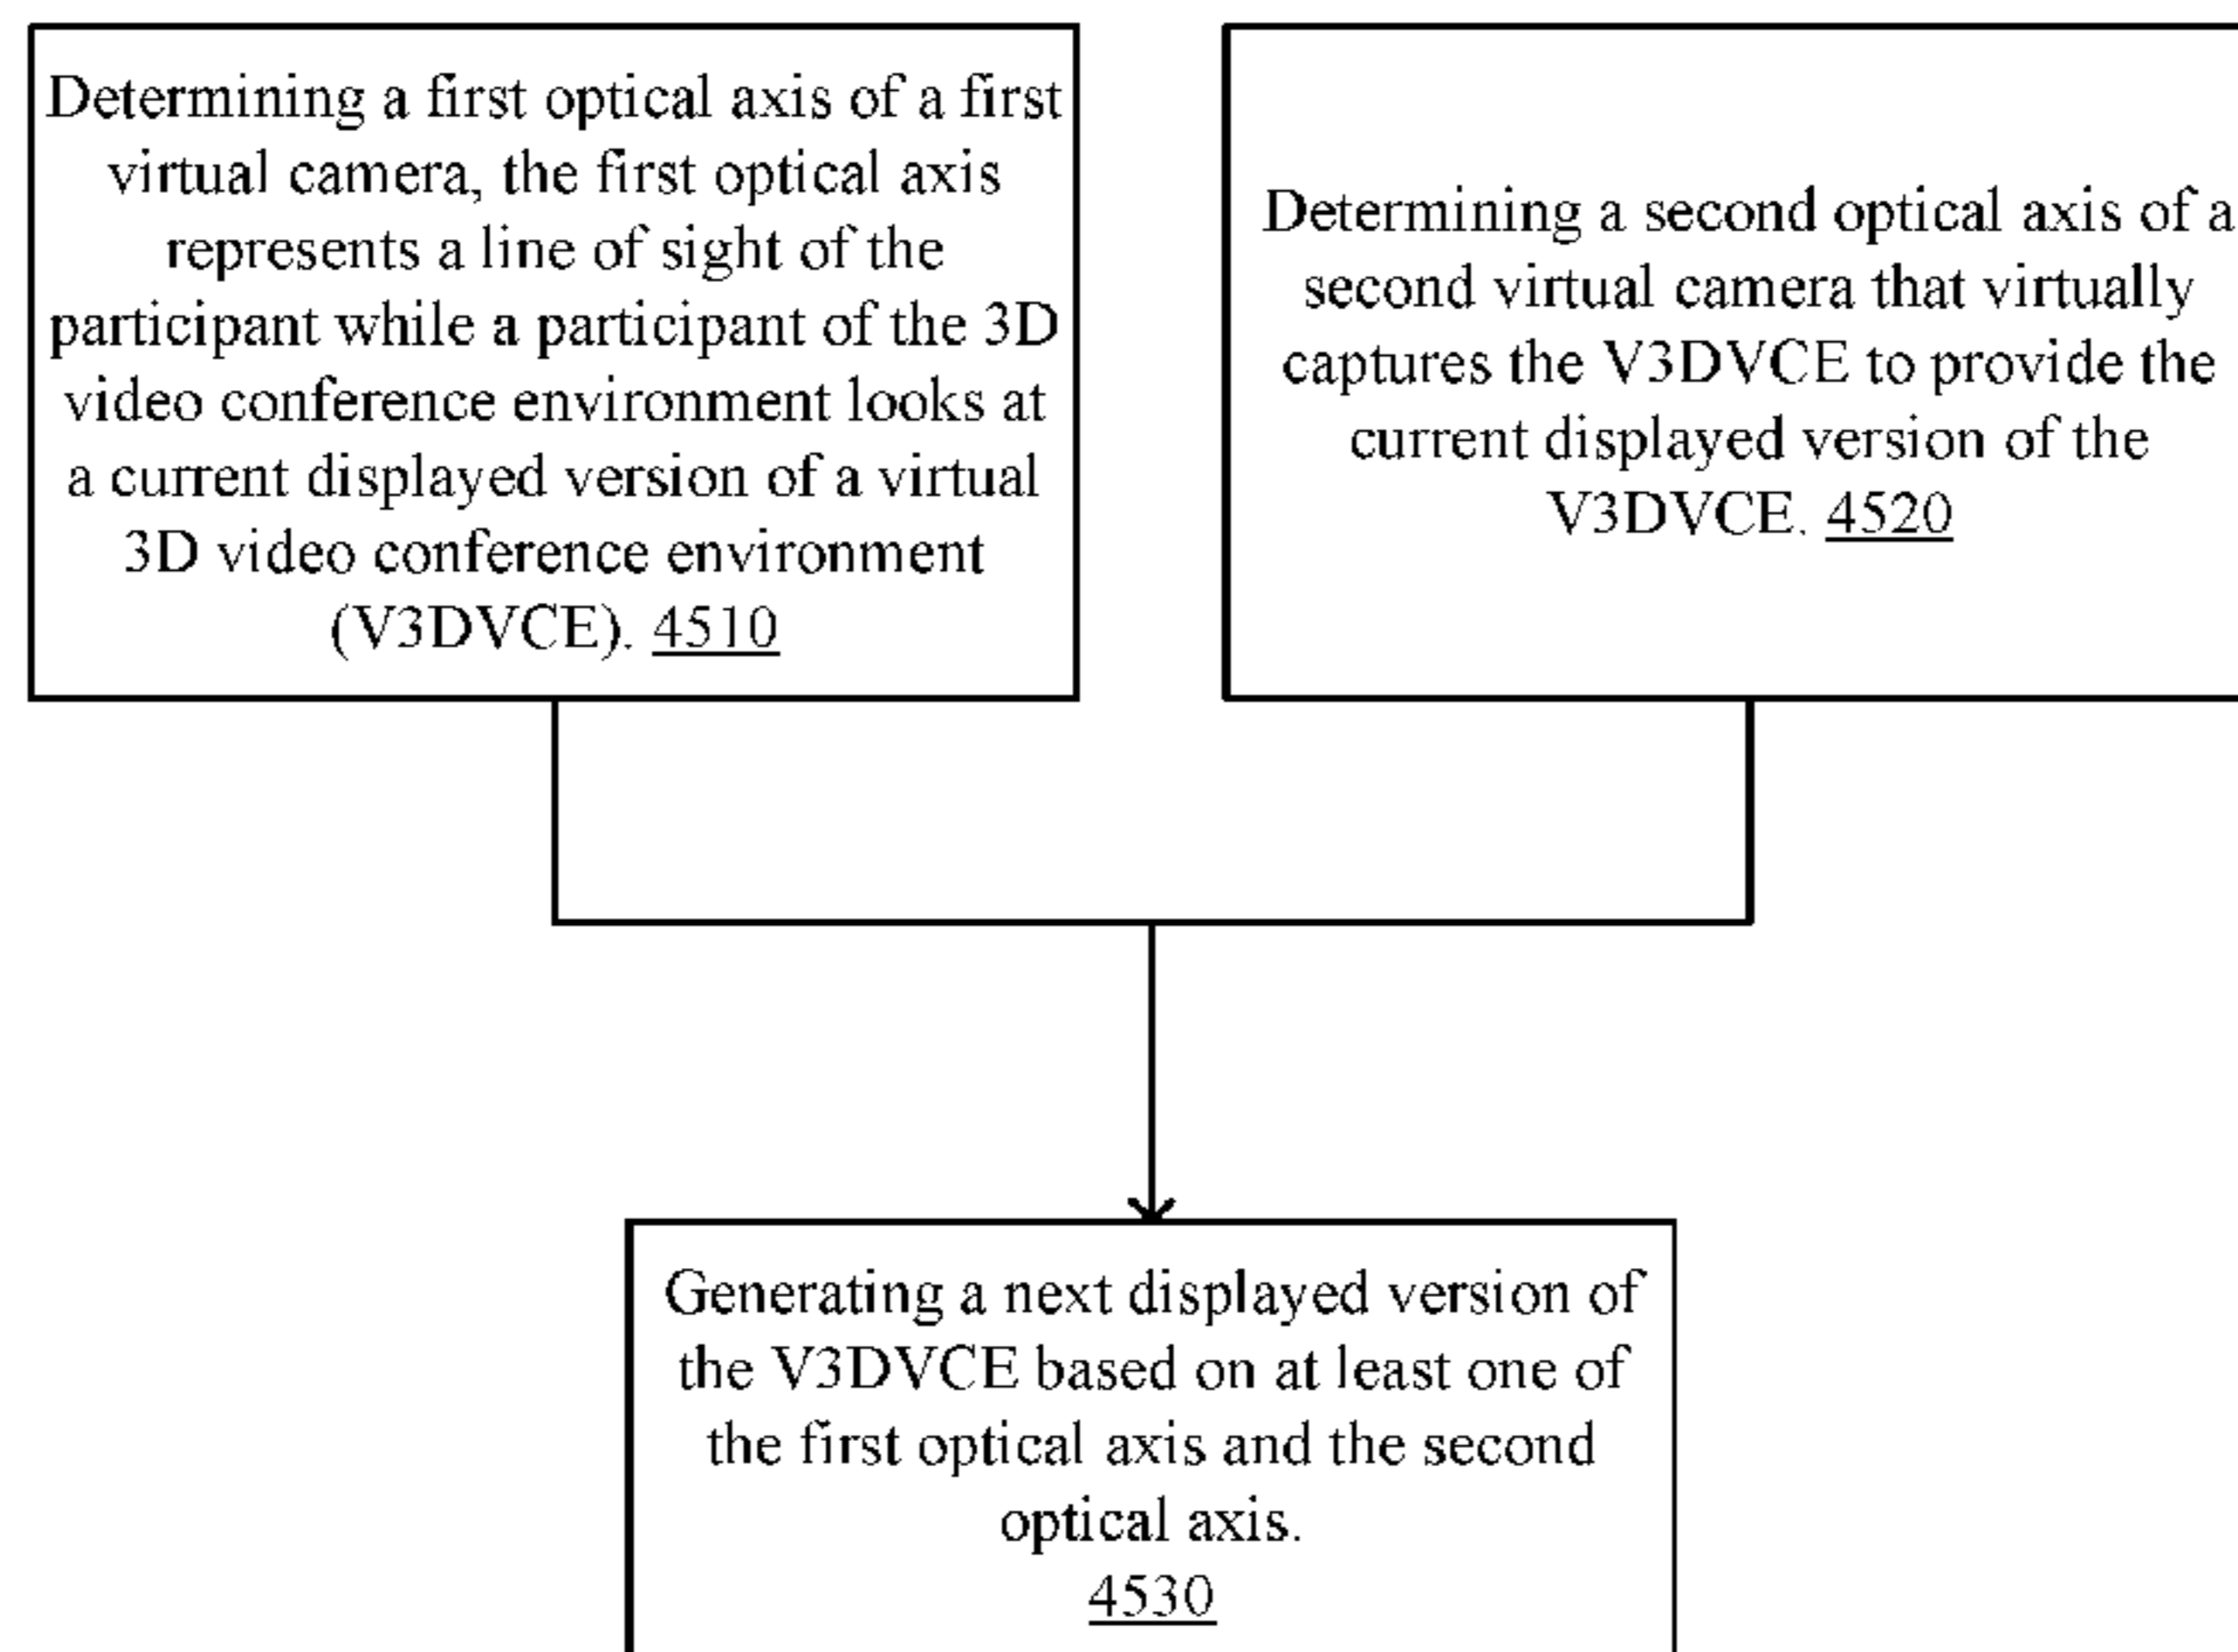 Determining a first optical axis of a first
virtual camera, the first optical axis
represents a line of sight of the
participant while a participant of the 3D
video conference environment looks at
a current displayed version of a virtual
3D video conference environment
(V3DVCE). 4510
Determining a second optical axis of a
second virtual camera that virtually
captures the V3DVCE to provide the
current displayed version of the
V3DVCE. 4520
Generating a next displayed version of
the V3DVCE based on at least one of
the first optical axis and the second
optical axis.
4530